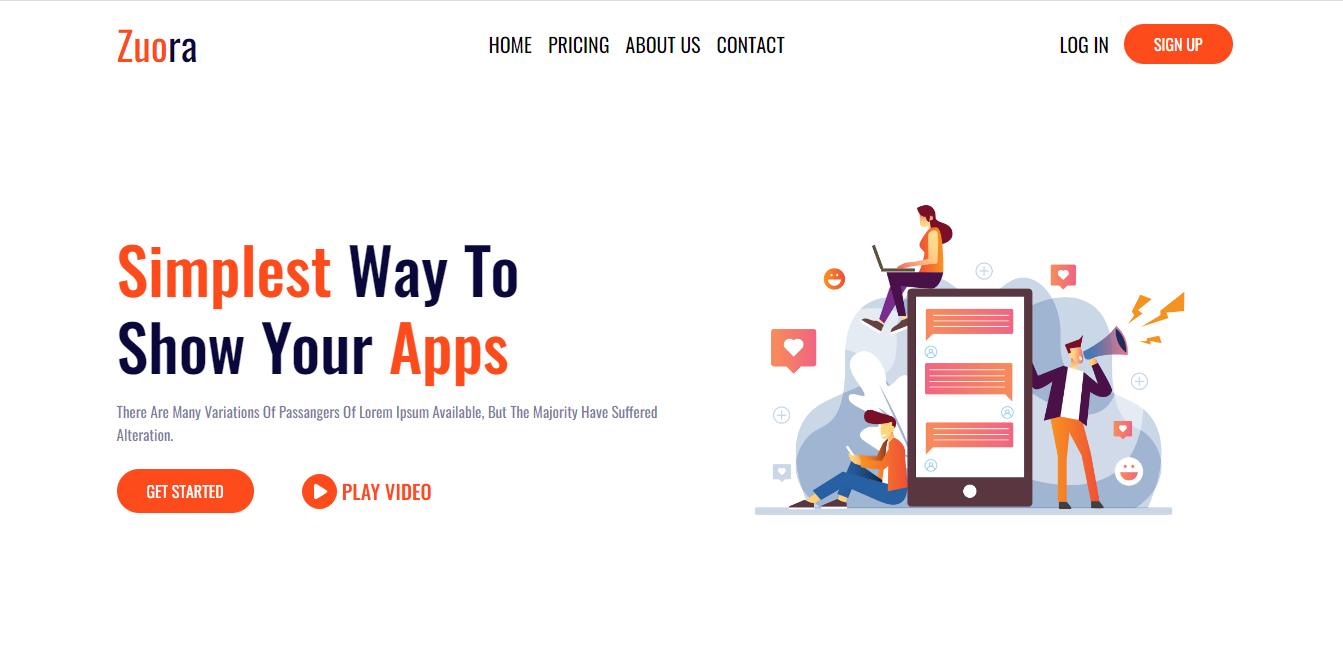 Zuora
HOME PRICING ABOUT US CONTACT
LOG IN SIGN UP
Simplest Way To
Show Your Apps
There Are Many Variations Of Passangers Of Lorem Ipsum Available, But The Majority Have Suffered
Alteration.
GET STARTED PLAY VIDEO